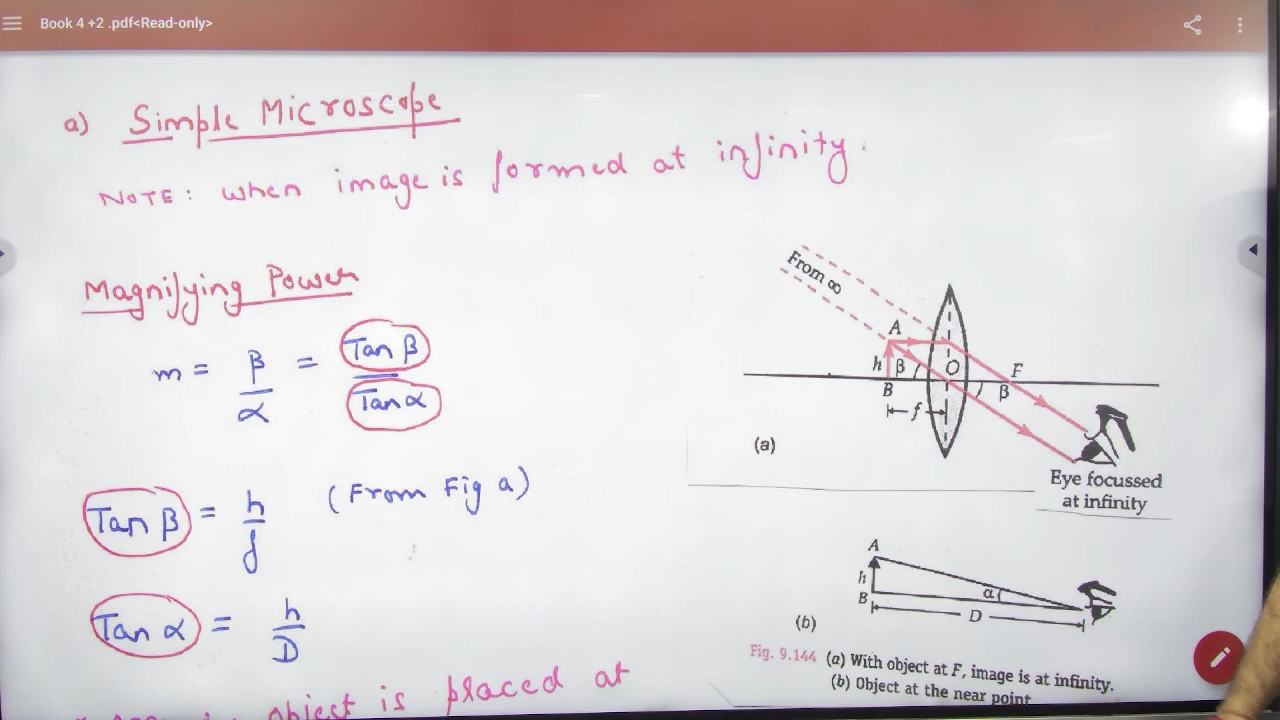 Book 4 +2 .pdf<Read-only>
a) Simple Microscope
NOTE: when image is formed at infinity.
Magnifying Power
m = β/α = Tan β/Tan α
Tan β = h/f (From Fig a)
Tan α = h/D
object is placed at
From ∞
A
h β O F
B β
f
(a)
Eye focussed
at infinity
A
h α
B
D
(b)
Fig. 9.144 (a) With object at F, image is at infinity.
(b) Object at the near point